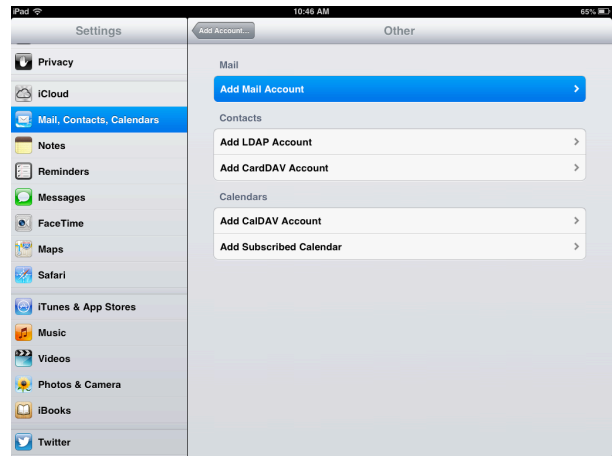 iPad
10:46 AM
65%
Settings
Add Account...
Other
Privacy
iCloud
Mail, Contacts, Calendars
Notes
Reminders
Messages
FaceTime
Maps
Safari
iTunes & App Stores
Music
Videos
Photos & Camera
iBooks
Twitter
Mail
Add Mail Account
Contacts
Add LDAP Account
Add CardDAV Account
Calendars
Add CalDAV Account
Add Subscribed Calendar